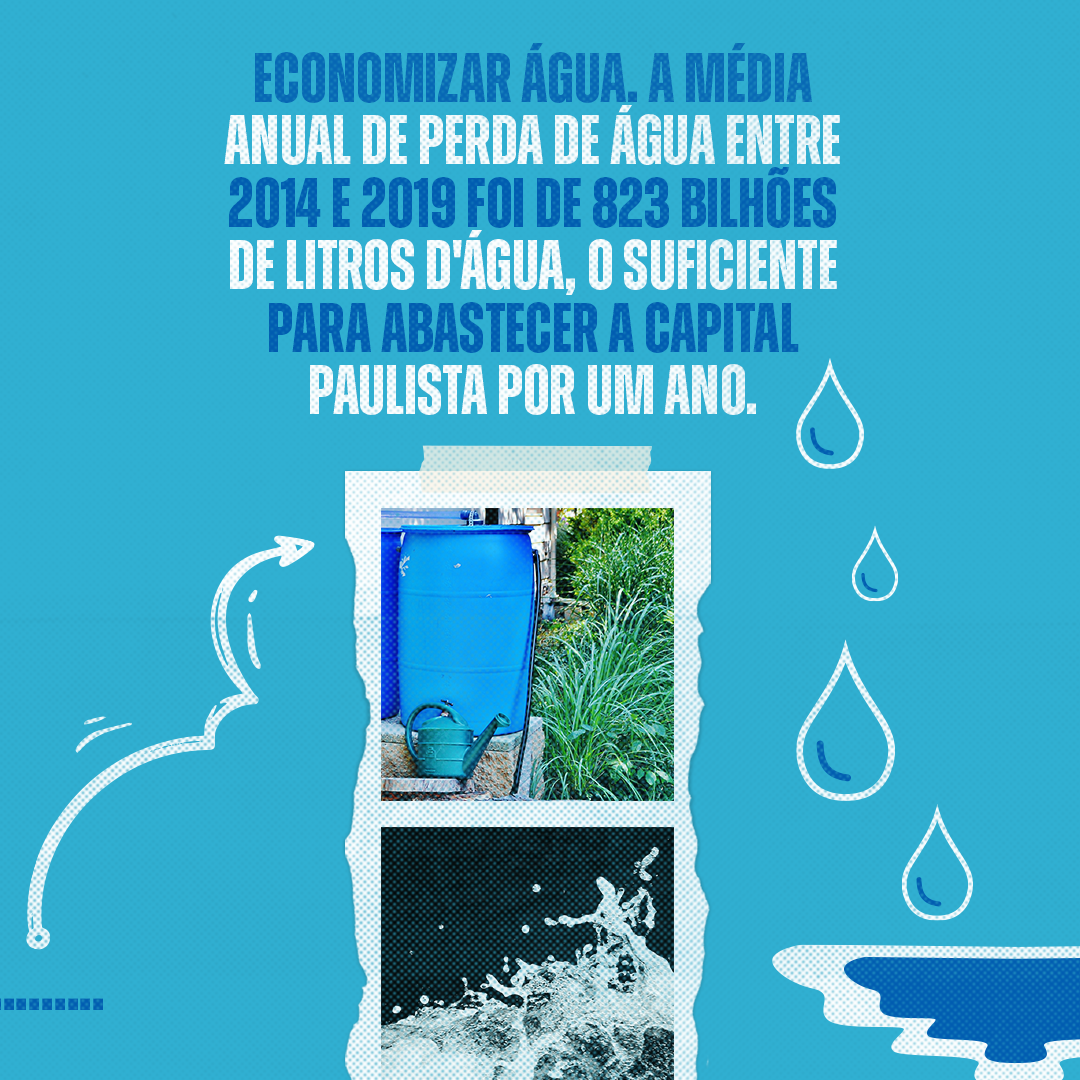 ECONOMIZAR ÁGUA. A MÉDIA
ANUAL DE PERDA DE ÁGUA ENTRE
2014 E 2019 FOI DE 823 BILHÕES
DE LITROS D'ÁGUA, O SUFICIENTE
PARA ABASTECER A CAPITAL
PAULISTA POR UM ANO.